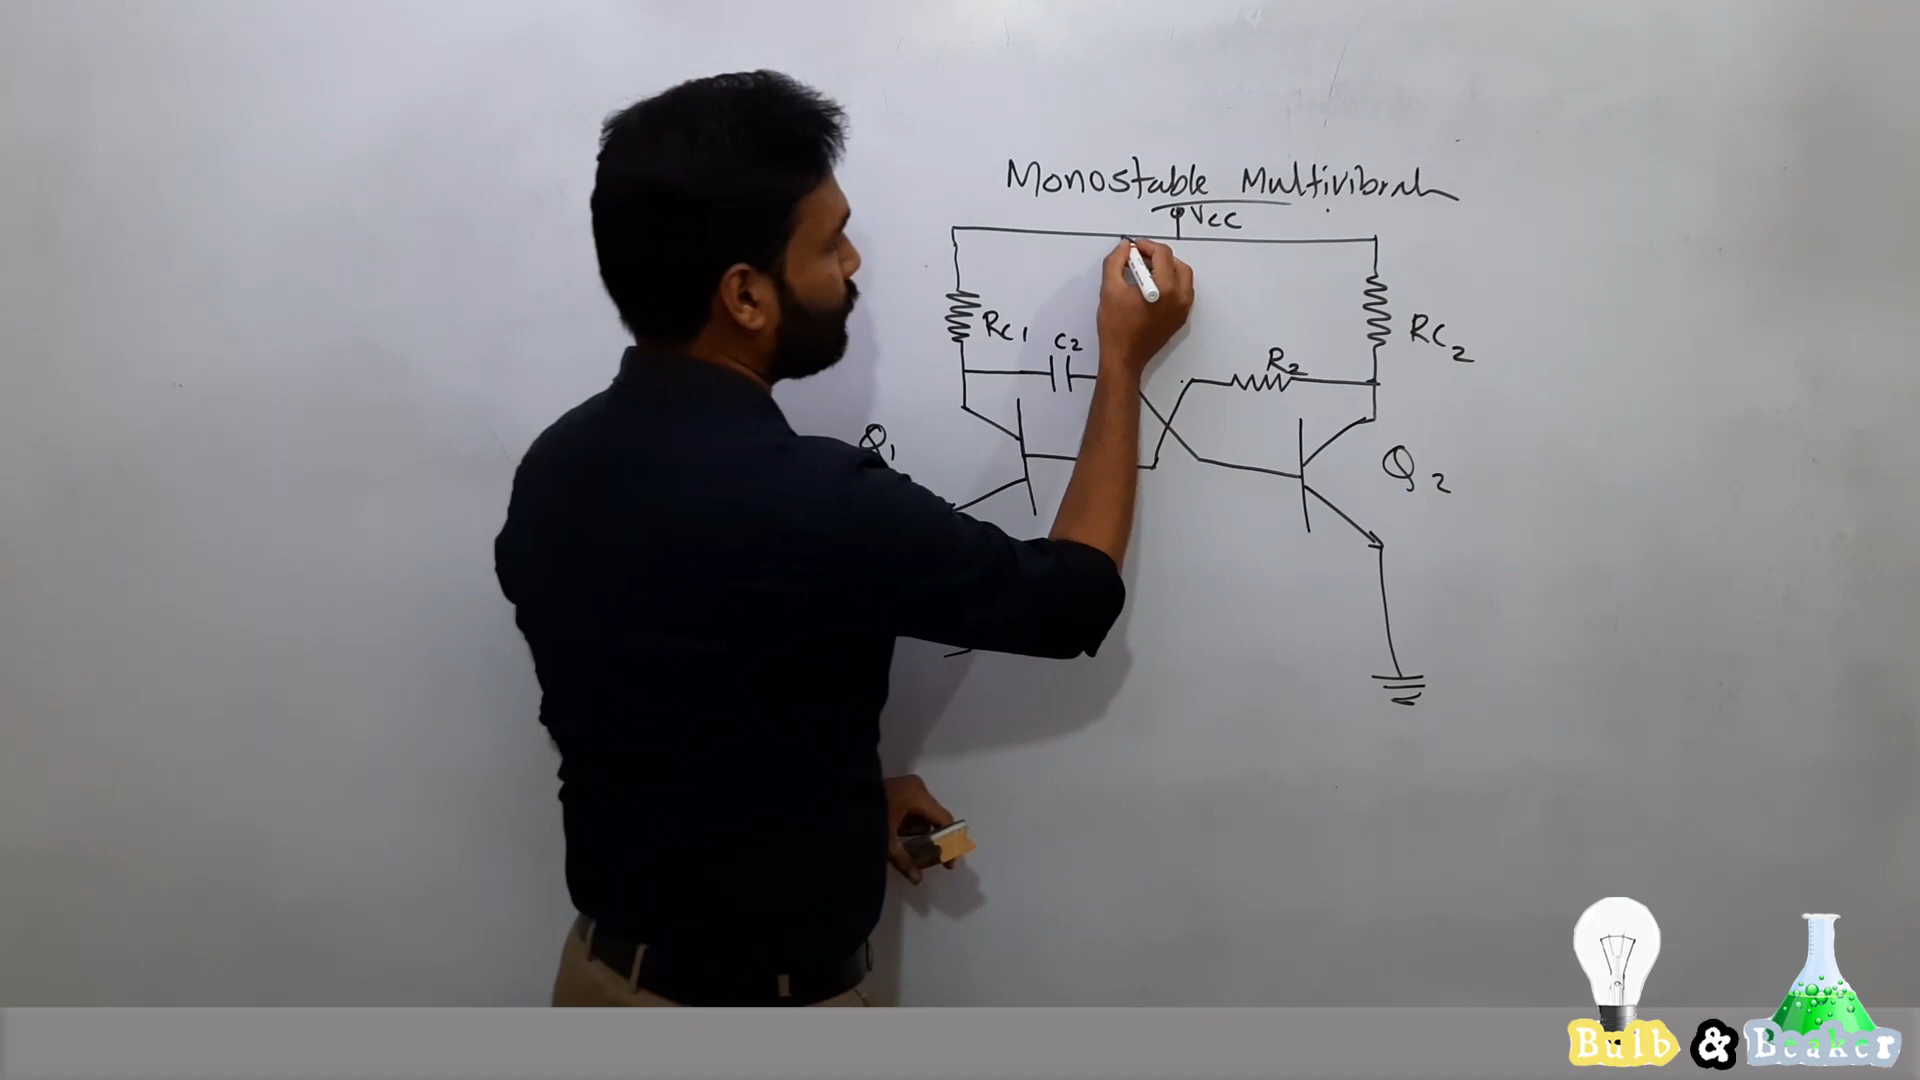 Monostable Multivibrah
VCC
RC1
C2
R2
RC2
Q1
Q2
Bulb & Beaker